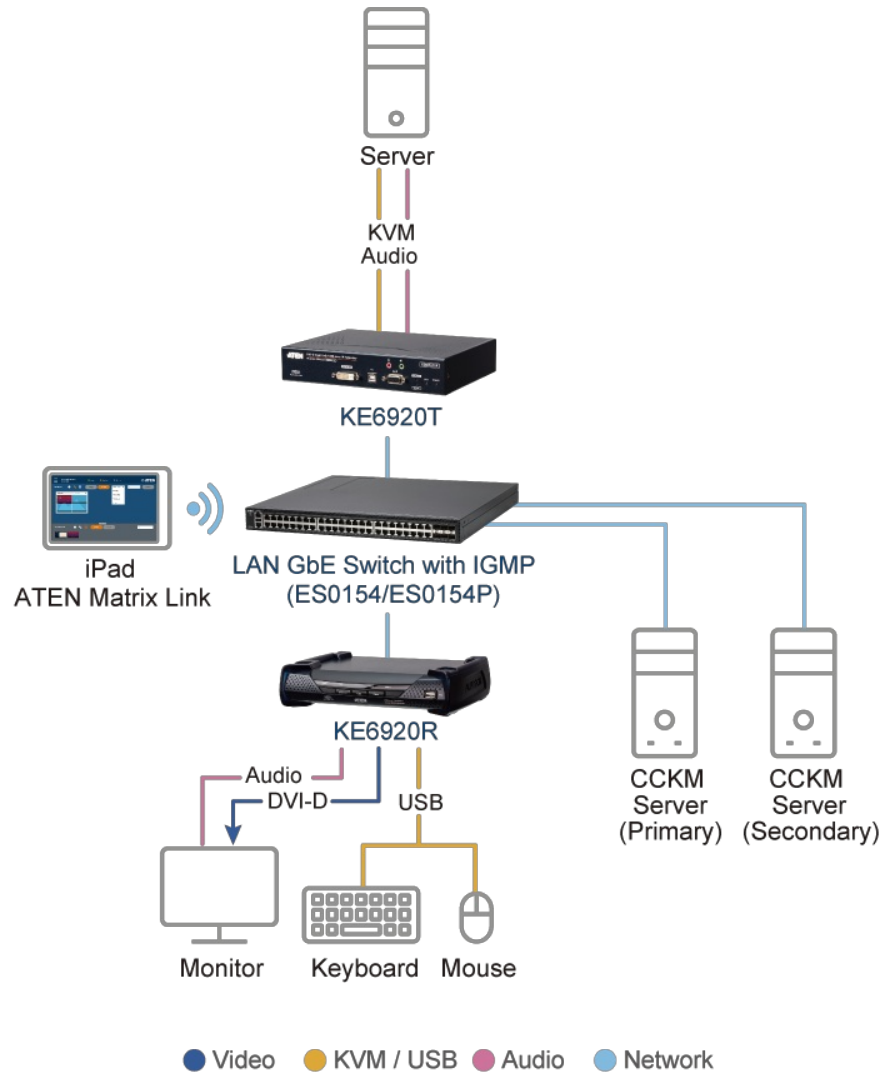 Server
KVM
Audio
ATEN
KE6920T
iPad
ATEN Matrix Link
LAN GbE Switch with IGMP
(ES0154/ES0154P)
KE6920R
Audio
DVI-D
USB
CCKM
Server
(Primary)
CCKM
Server
(Secondary)
Monitor
Keyboard
Mouse
Video
KVM / USB
Audio
Network